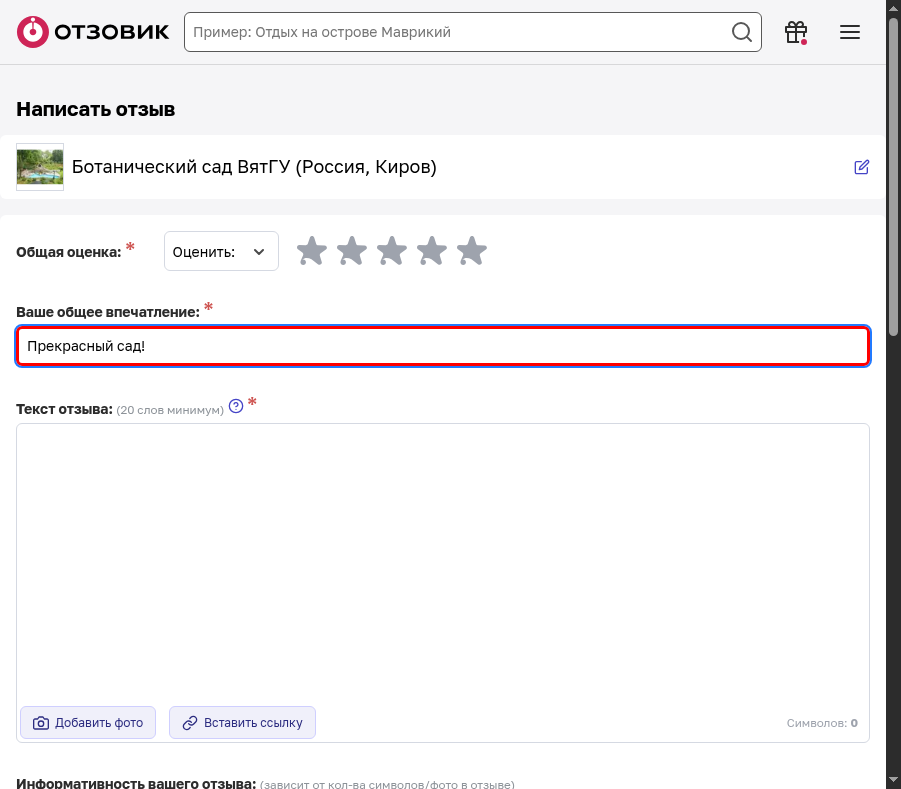 ОТЗОВИК
Пример: Отдых на острове Маврикий
Написать отзыв
Ботанический сад ВятГУ (Россия, Киров)
Общая оценка: *
Оценить:
Ваше общее впечатление: *
Прекрасный сад!
Текст отзыва: (20 слов минимум) ? *
Добавить фото
Вставить ссылку
Символов: 0
Информативность вашего отзыва: (зависит от кол-ва символов/фото в отзыве)